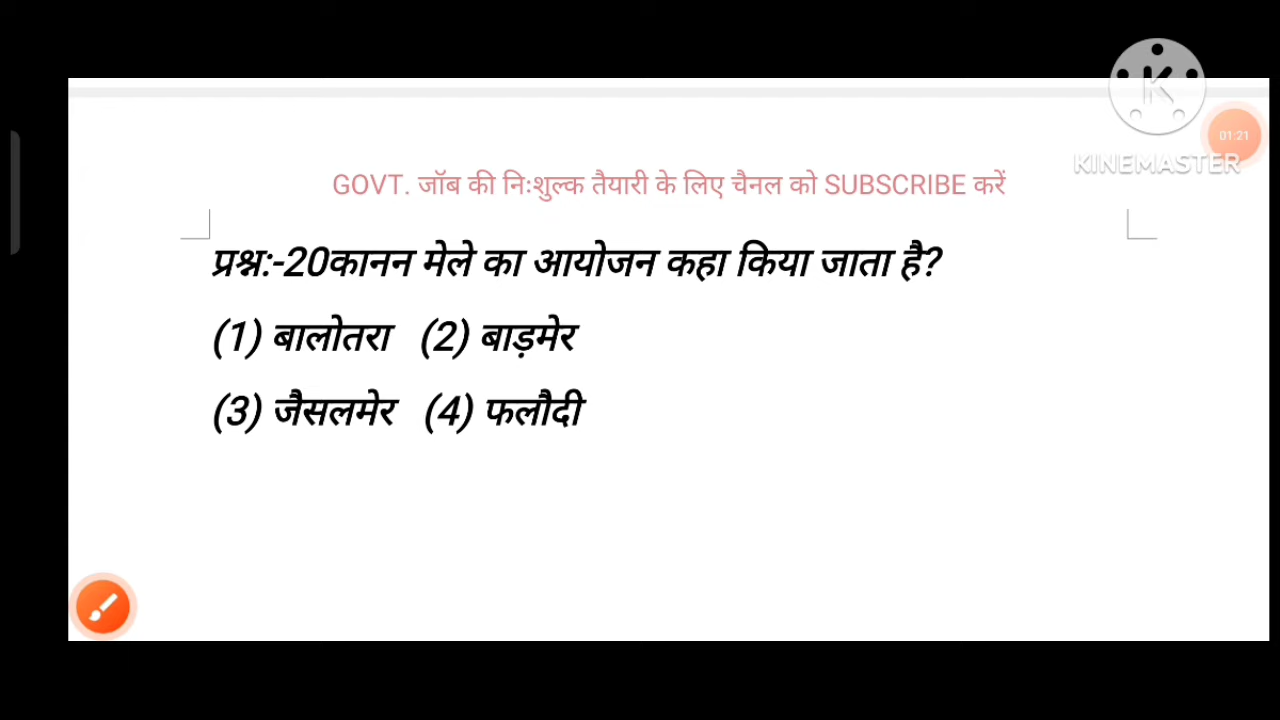 KINEMASTER
01:21
GOVT. जॉब की निःशुल्क तैयारी के लिए चैनल को SUBSCRIBE करें
प्रश्न:-20कानन मेले का आयोजन कहा किया जाता है?
(1) बालोतरा (2) बाड़मेर
(3) जैसलमेर (4) फलौदी